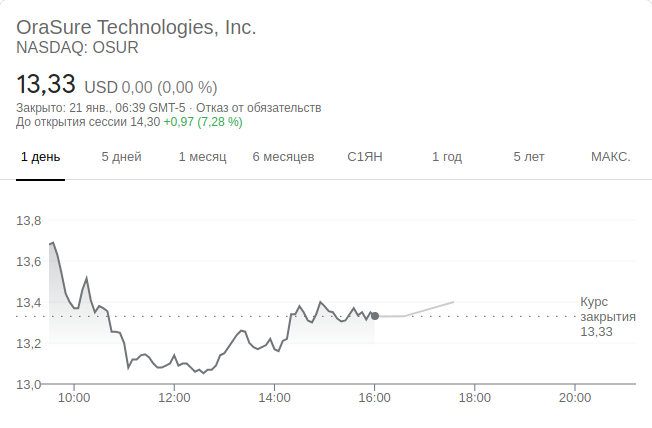 OraSure Technologies, Inc.
NASDAQ: OSUR
13,33 USD 0,00 (0,00 %)
Закрыто: 21 янв., 06:39 GMT-5 · Отказ от обязательств
До открытия сессии 14,30 +0,97 (7,28 %)
1 день 5 дней 1 месяц 6 месяцев С1ЯН 1 год 5 лет МАКС.
13,8
13,6
13,4
13,2
13,0
Курс
закрытия
13,33
10:00 12:00 14:00 16:00 18:00 20:00